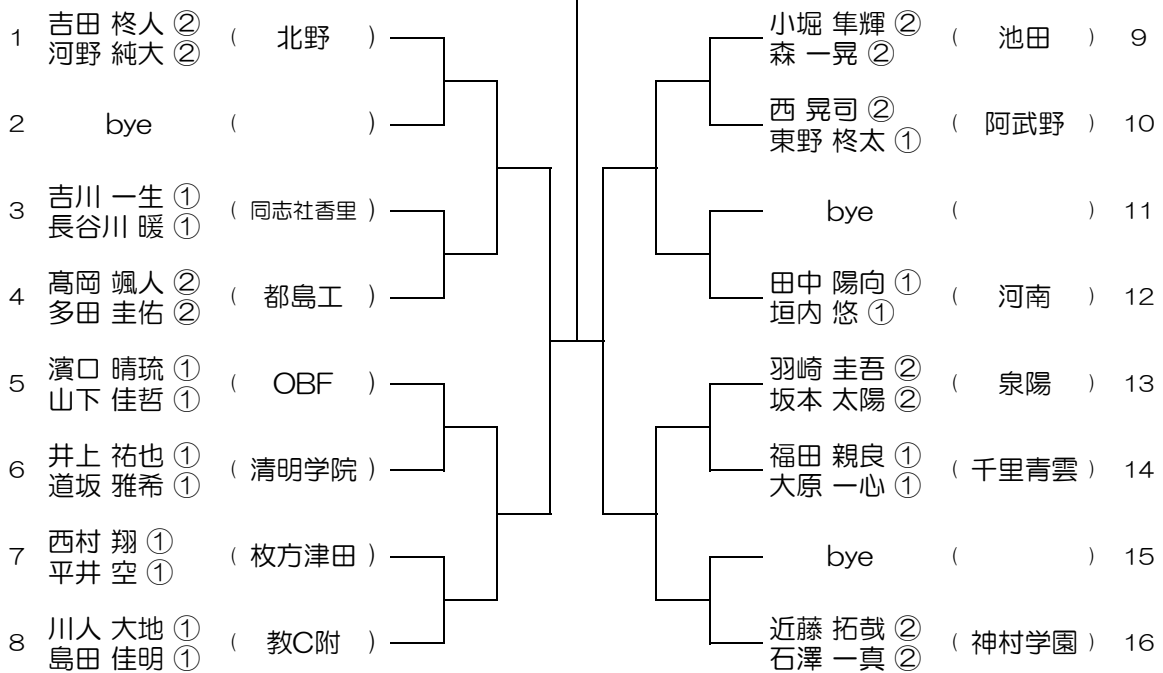 1 吉田 柊人 ② ( 北野 )
河野 純大 ②
2 bye ( )
3 吉川 一生 ① ( 同志社香里 )
長谷川 暖 ①
4 髙岡 颯人 ② ( 都島工 )
多田 圭佑 ②
5 濱口 晴琉 ① ( OBF )
山下 佳哲 ①
6 井上 祐也 ① ( 清明学院 )
道坂 雅希 ①
7 西村 翔 ① ( 枚方津田 )
平井 空 ①
8 川人 大地 ① ( 教C附 )
島田 佳明 ①
小堀 隼輝 ② ( 池田 ) 9
森 一晃 ②
西 晃司 ② ( 阿武野 ) 10
東野 柊太 ①
bye ( ) 11
田中 陽向 ① ( 河南 ) 12
垣内 悠 ①
羽崎 圭吾 ② ( 泉陽 ) 13
坂本 太陽 ②
福田 親良 ① ( 千里青雲 ) 14
大原 一心 ①
bye ( ) 15
近藤 拓哉 ② ( 神村学園 ) 16
石澤 一真 ②